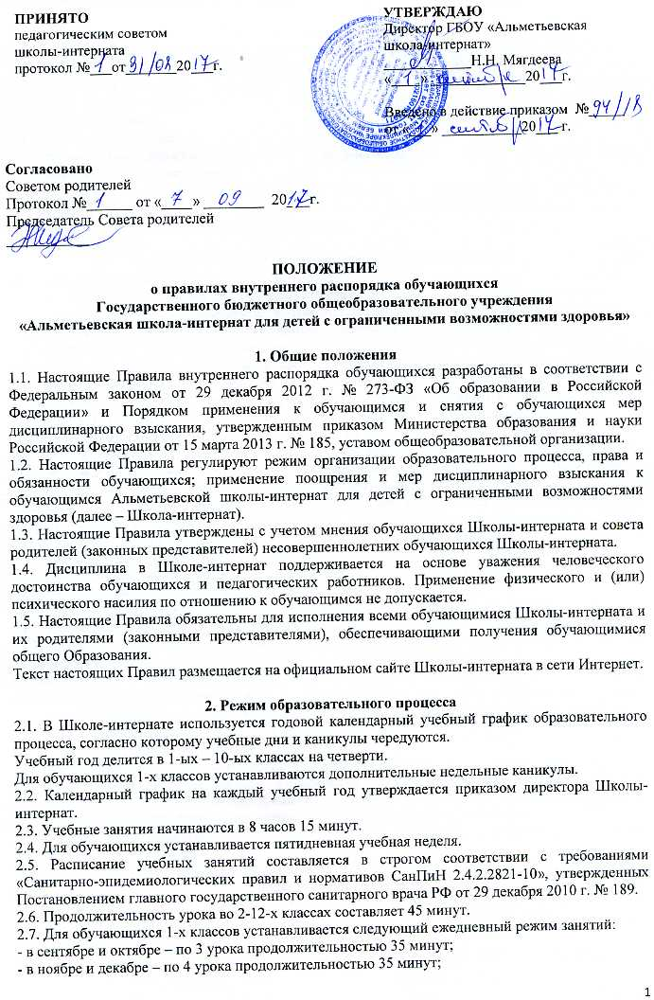 ПРИНЯТО
педагогическим советом
школы-интерната
протокол № 1 от 31/08 2017г.
УТВЕРЖДАЮ
Директор ГБОУ «Альметьевская
школа-интернат»
Н.Н. Мягдеева
« 1 » сентября 2017г.
Введено в действие приказом № 94/18
от « » сентября 2017г.
Согласовано
Советом родителей
Протокол № 1 от « 7 » 09 2017г.
Председатель Совета родителей
ПОЛОЖЕНИЕ
о правилах внутреннего распорядка обучающихся
Государственного бюджетного общеобразовательного учреждения
«Альметьевская школа-интернат для детей с ограниченными возможностями здоровья»
1. Общие положения
1.1. Настоящие Правила внутреннего распорядка обучающихся разработаны в соответствии с
Федеральным законом от 29 декабря 2012 г. № 273-ФЗ «Об образовании в Российской
Федерации» и Порядком применения к обучающимся и снятия с обучающихся мер
дисциплинарного взыскания, утвержденным приказом Министерства образования и науки
Российской Федерации от 15 марта 2013 г. № 185, уставом общеобразовательной организации.
1.2. Настоящие Правила регулируют режим организации образовательного процесса, права и
обязанности обучающихся; применение поощрения и мер дисциплинарного взыскания к
обучающимся Альметьевской школы-интернат для детей с ограниченными возможностями
здоровья (далее – Школа-интернат).
1.3. Настоящие Правила утверждены с учетом мнения обучающихся Школы-интерната и совета
родителей (законных представителей) несовершеннолетних обучающихся Школы-интерната.
1.4. Дисциплина в Школе-интернат поддерживается на основе уважения человеческого
достоинства обучающихся и педагогических работников. Применение физического и (или)
психического насилия по отношению к обучающимся не допускается.
1.5. Настоящие Правила обязательны для исполнения всеми обучающимися Школы-интерната и
их родителями (законными представителями), обеспечивающими получения обучающимися
общего Образования.
Текст настоящих Правил размещается на официальном сайте Школы-интерната в сети Интернет.
2. Режим образовательного процесса
2.1. В Школе-интернате используется годовой календарный учебный график образовательного
процесса, согласно которому учебные дни и каникулы чередуются.
Учебный год делится в 1-ых – 10-ых классах на четверти.
Для обучающихся 1-х классов устанавливаются дополнительные недельные каникулы.
2.2. Календарный график на каждый учебный год утверждается приказом директора Школы-
интернат.
2.3. Учебные занятия начинаются в 8 часов 15 минут.
2.4. Для обучающихся устанавливается пятидневная учебная неделя.
2.5. Расписание учебных занятий составляется в строгом соответствии с требованиями
«Санитарно-эпидемиологических правил и нормативов СанПиН 2.4.2.2821-10», утвержденных
Постановлением главного государственного санитарного врача РФ от 29 декабря 2010 г. № 189.
2.6. Продолжительность урока во 2-12-х классах составляет 45 минут.
2.7. Для обучающихся 1-х классов устанавливается следующий ежедневный режим занятий:
- в сентябре и октябре – по 3 урока продолжительностью 35 минут;
- в ноябре и декабре – по 4 урока продолжительностью 35 минут;
1